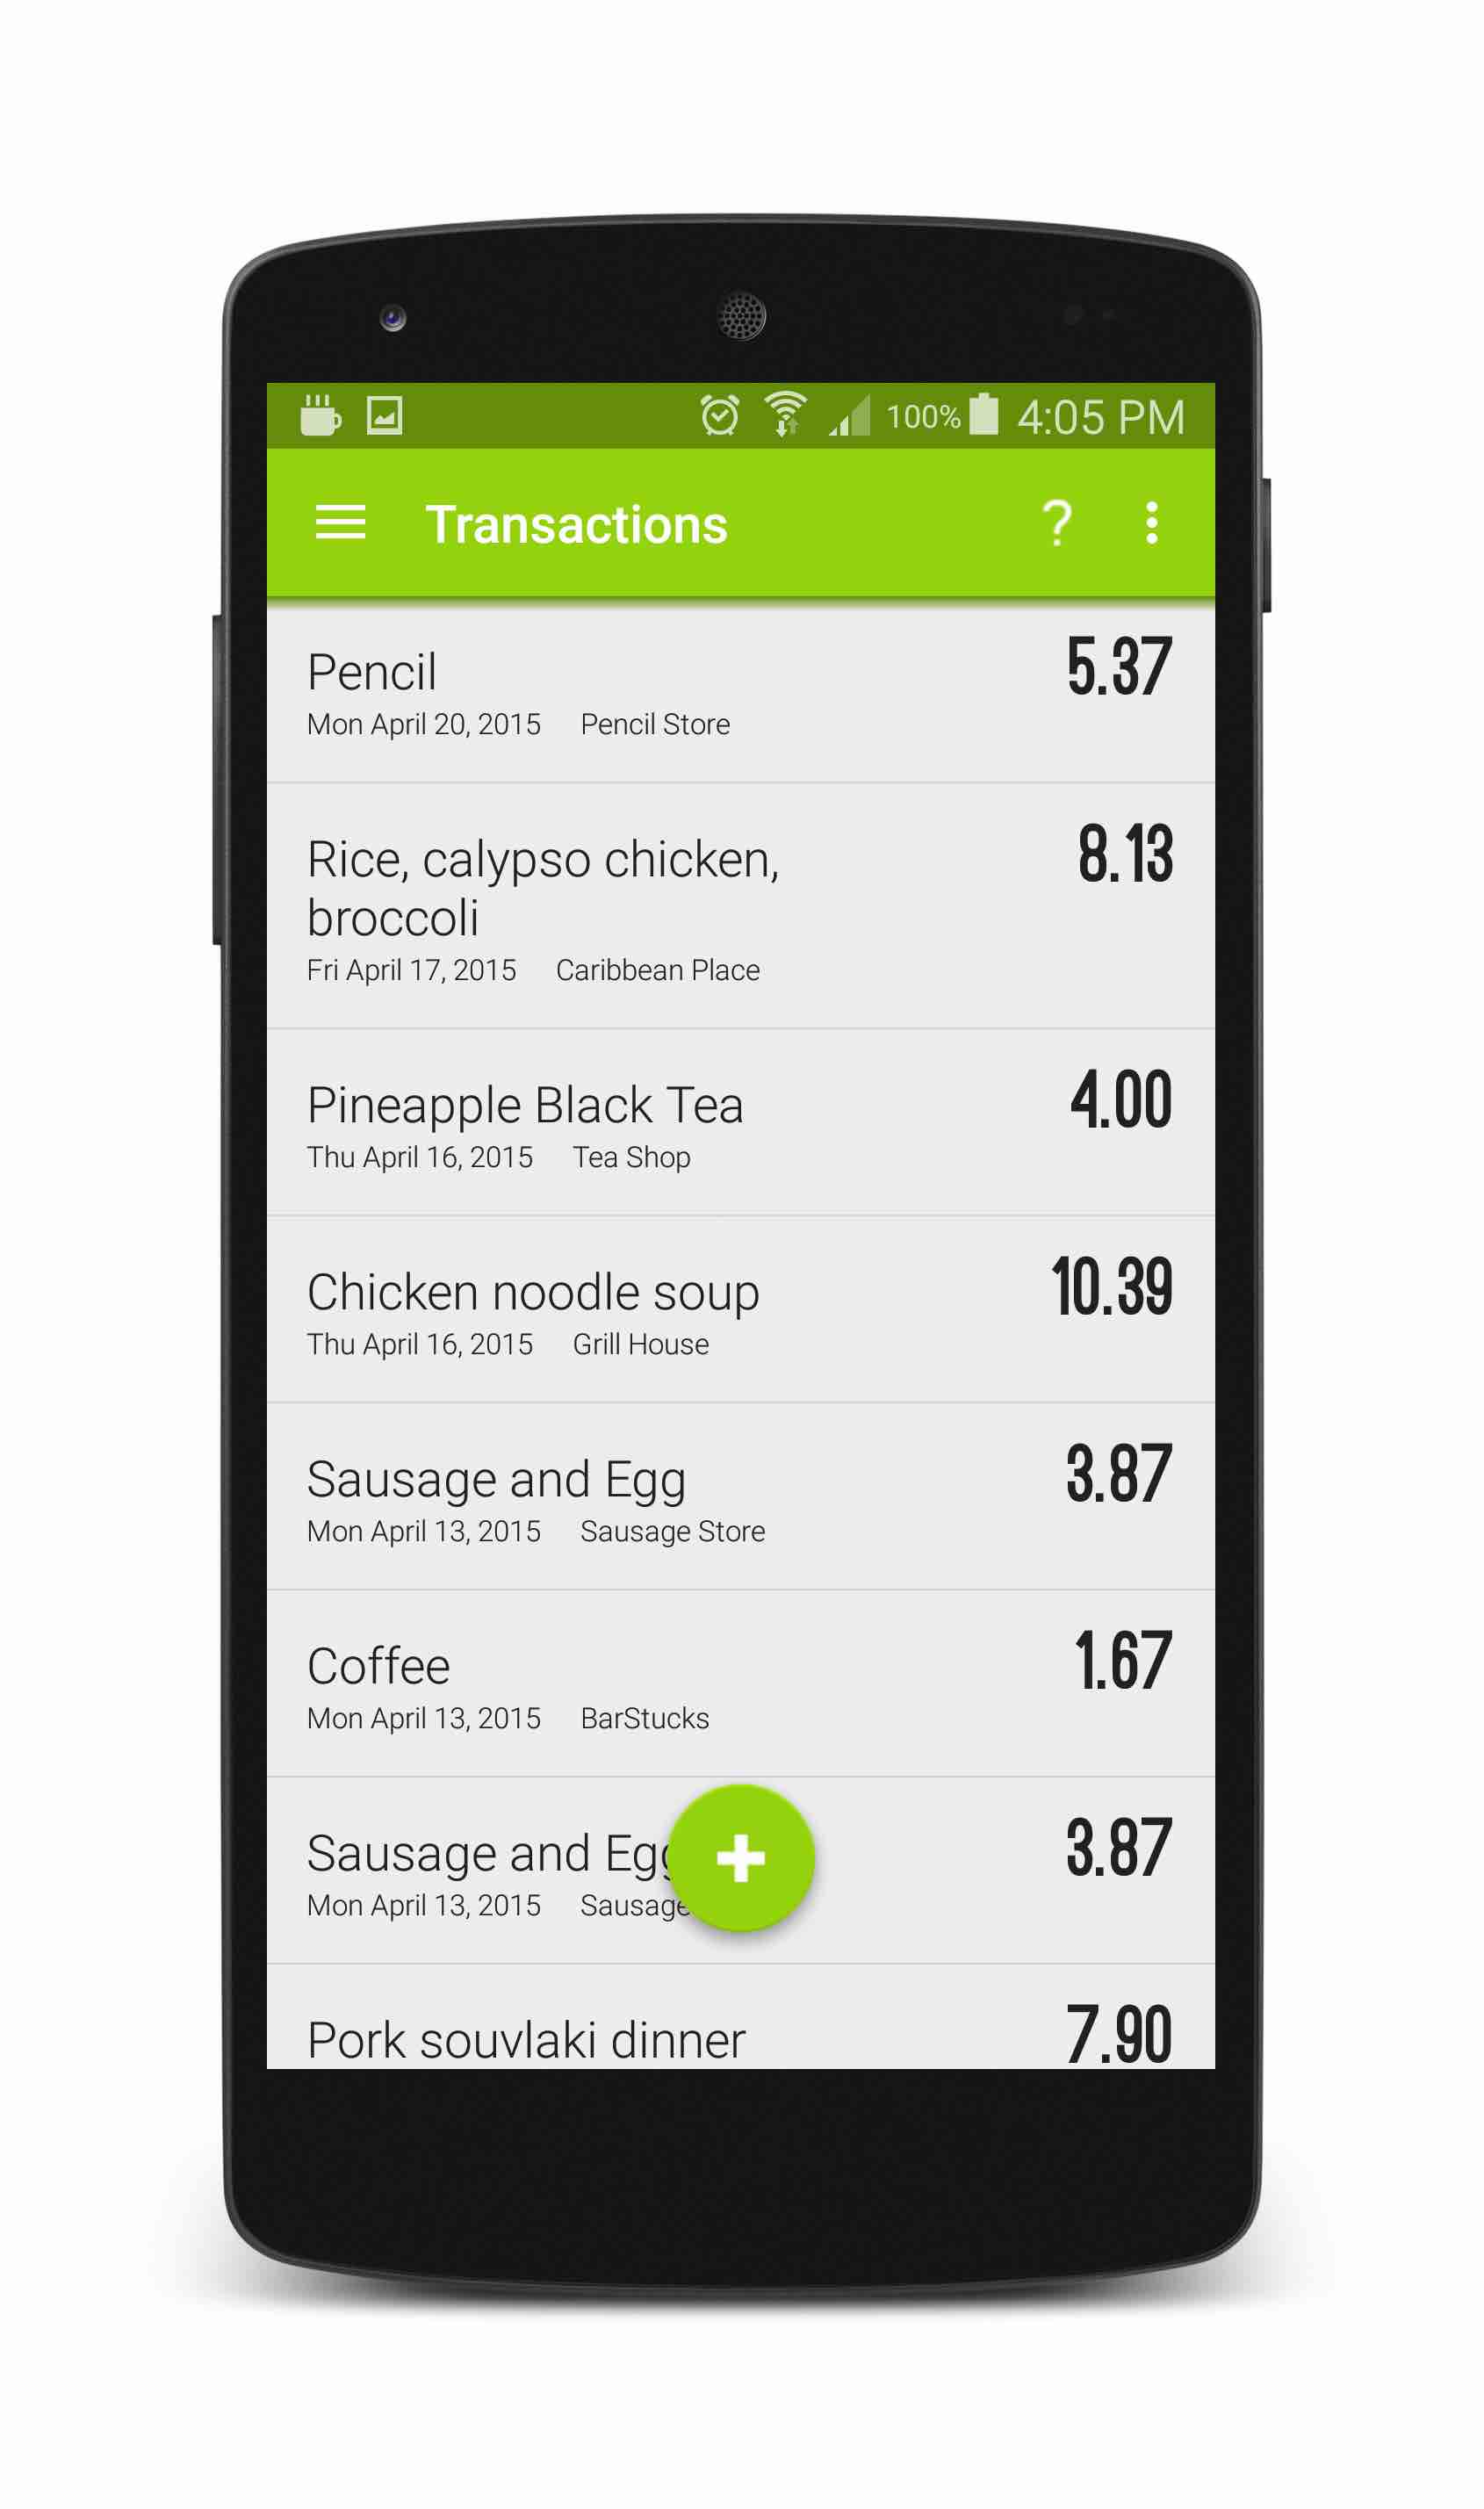 100% 4:05 PM
Transactions ?
Pencil 5.37
Mon April 20, 2015 Pencil Store
Rice, calypso chicken, 8.13
broccoli
Fri April 17, 2015 Caribbean Place
Pineapple Black Tea 4.00
Thu April 16, 2015 Tea Shop
Chicken noodle soup 10.39
Thu April 16, 2015 Grill House
Sausage and Egg 3.87
Mon April 13, 2015 Sausage Store
Coffee 1.67
Mon April 13, 2015 BarStucks
Sausage and Egg 3.87
Mon April 13, 2015 Sausage
Pork souvlaki dinner 7.90